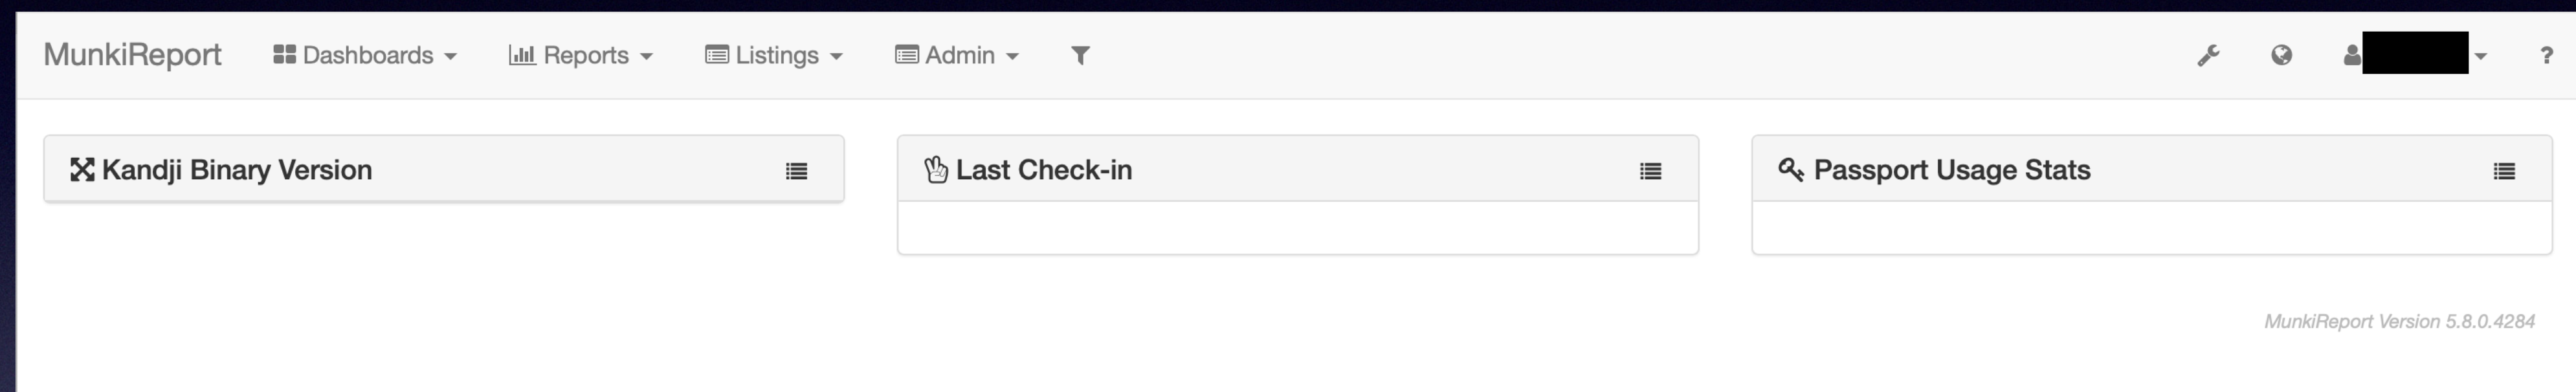 MunkiReport Dashboards Reports Listings Admin ?
Kandji Binary Version Last Check-in Passport Usage Stats
MunkiReport Version 5.8.0.4284